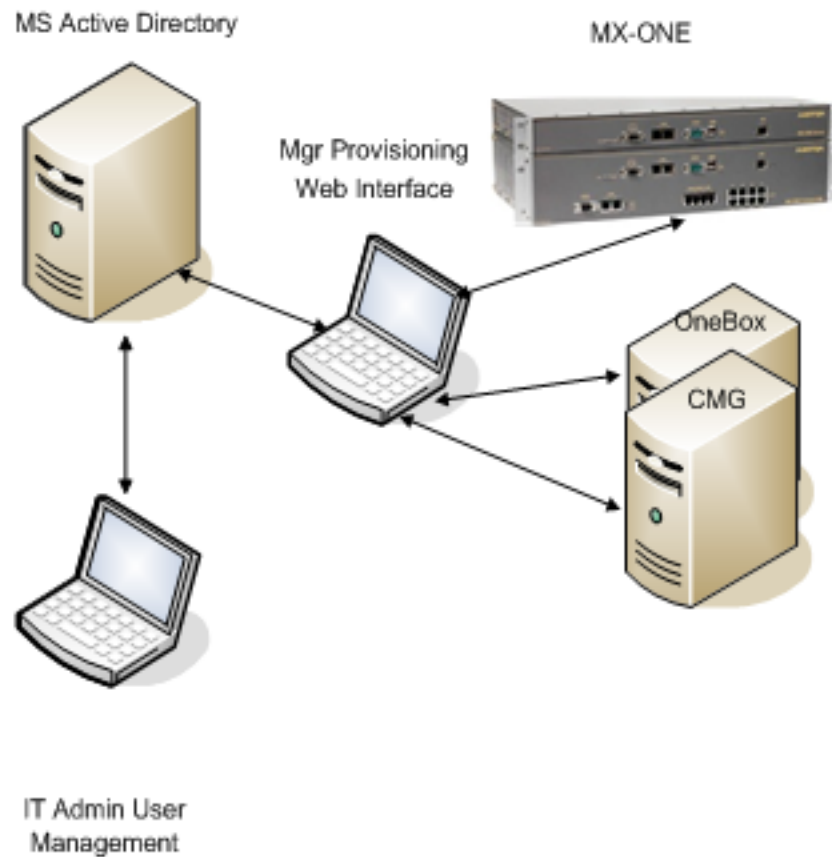 MS Active Directory
MX-ONE
Mgr Provisioning
Web Interface
OneBox
CMG
IT Admin User
Management